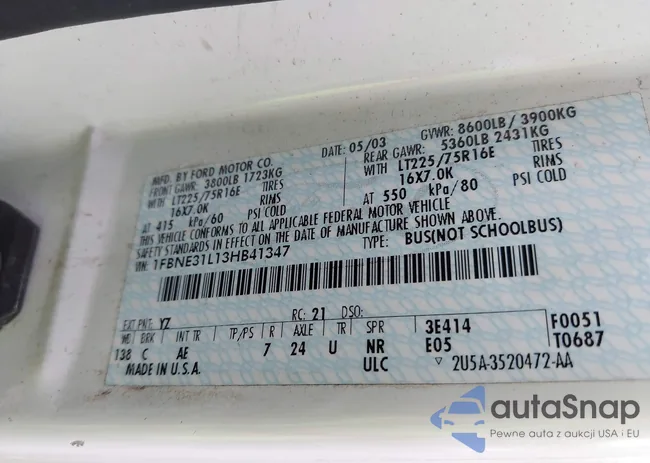 MFD. BY FORD MOTOR CO.
DATE: 05/03 GVWR: 8600LB/ 3900KG
FRONT GAWR: 3800LB 1723KG
REAR GAWR: 5360LB 2431KG
LT225/75R16E TIRES
LT225/75R16E TIRES
16X7.0K RIMS
16X7.0K RIMS
AT 415 kPa/60 PSI COLD
AT 550 kPa/80 PSI COLD
THIS VEHICLE CONFORMS TO ALL APPLICABLE FEDERAL MOTOR VEHICLE
SAFETY STANDARDS IN EFFECT ON THE DATE OF MANUFACTURE SHOWN ABOVE.
VIN: 1FBNE31L13HB41347
TYPE: BUS(NOT SCHOOLBUS)
EXT PNT: YZ RC: 21 DSO:
WB BRK INT TR TP/PS R AXLE TR SPR 3E414 F0051
138 C AE 7 24 U NR E05 T0687
MADE IN U.S.A. ULC ▽ 2U5A-3520472-AA
autaSnap
Pewne auta z aukcji USA i EU